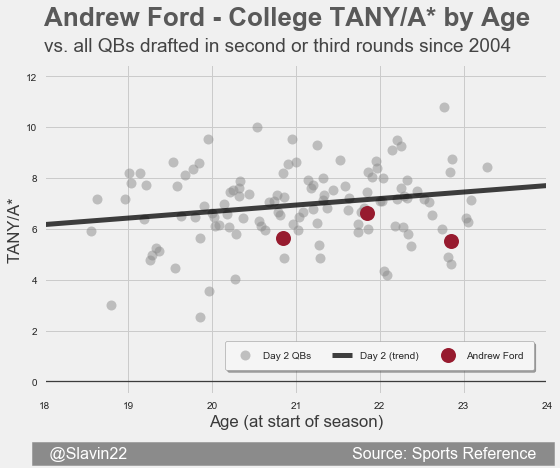 Andrew Ford - College TANY/A* by Age
vs. all QBs drafted in second or third rounds since 2004
12
10
8
6
4
2
0
TANY/A*
Day 2 QBs
Day 2 (trend)
Andrew Ford
18 19 20 21 22 23 24
Age (at start of season)
@Slavin22 Source: Sports Reference